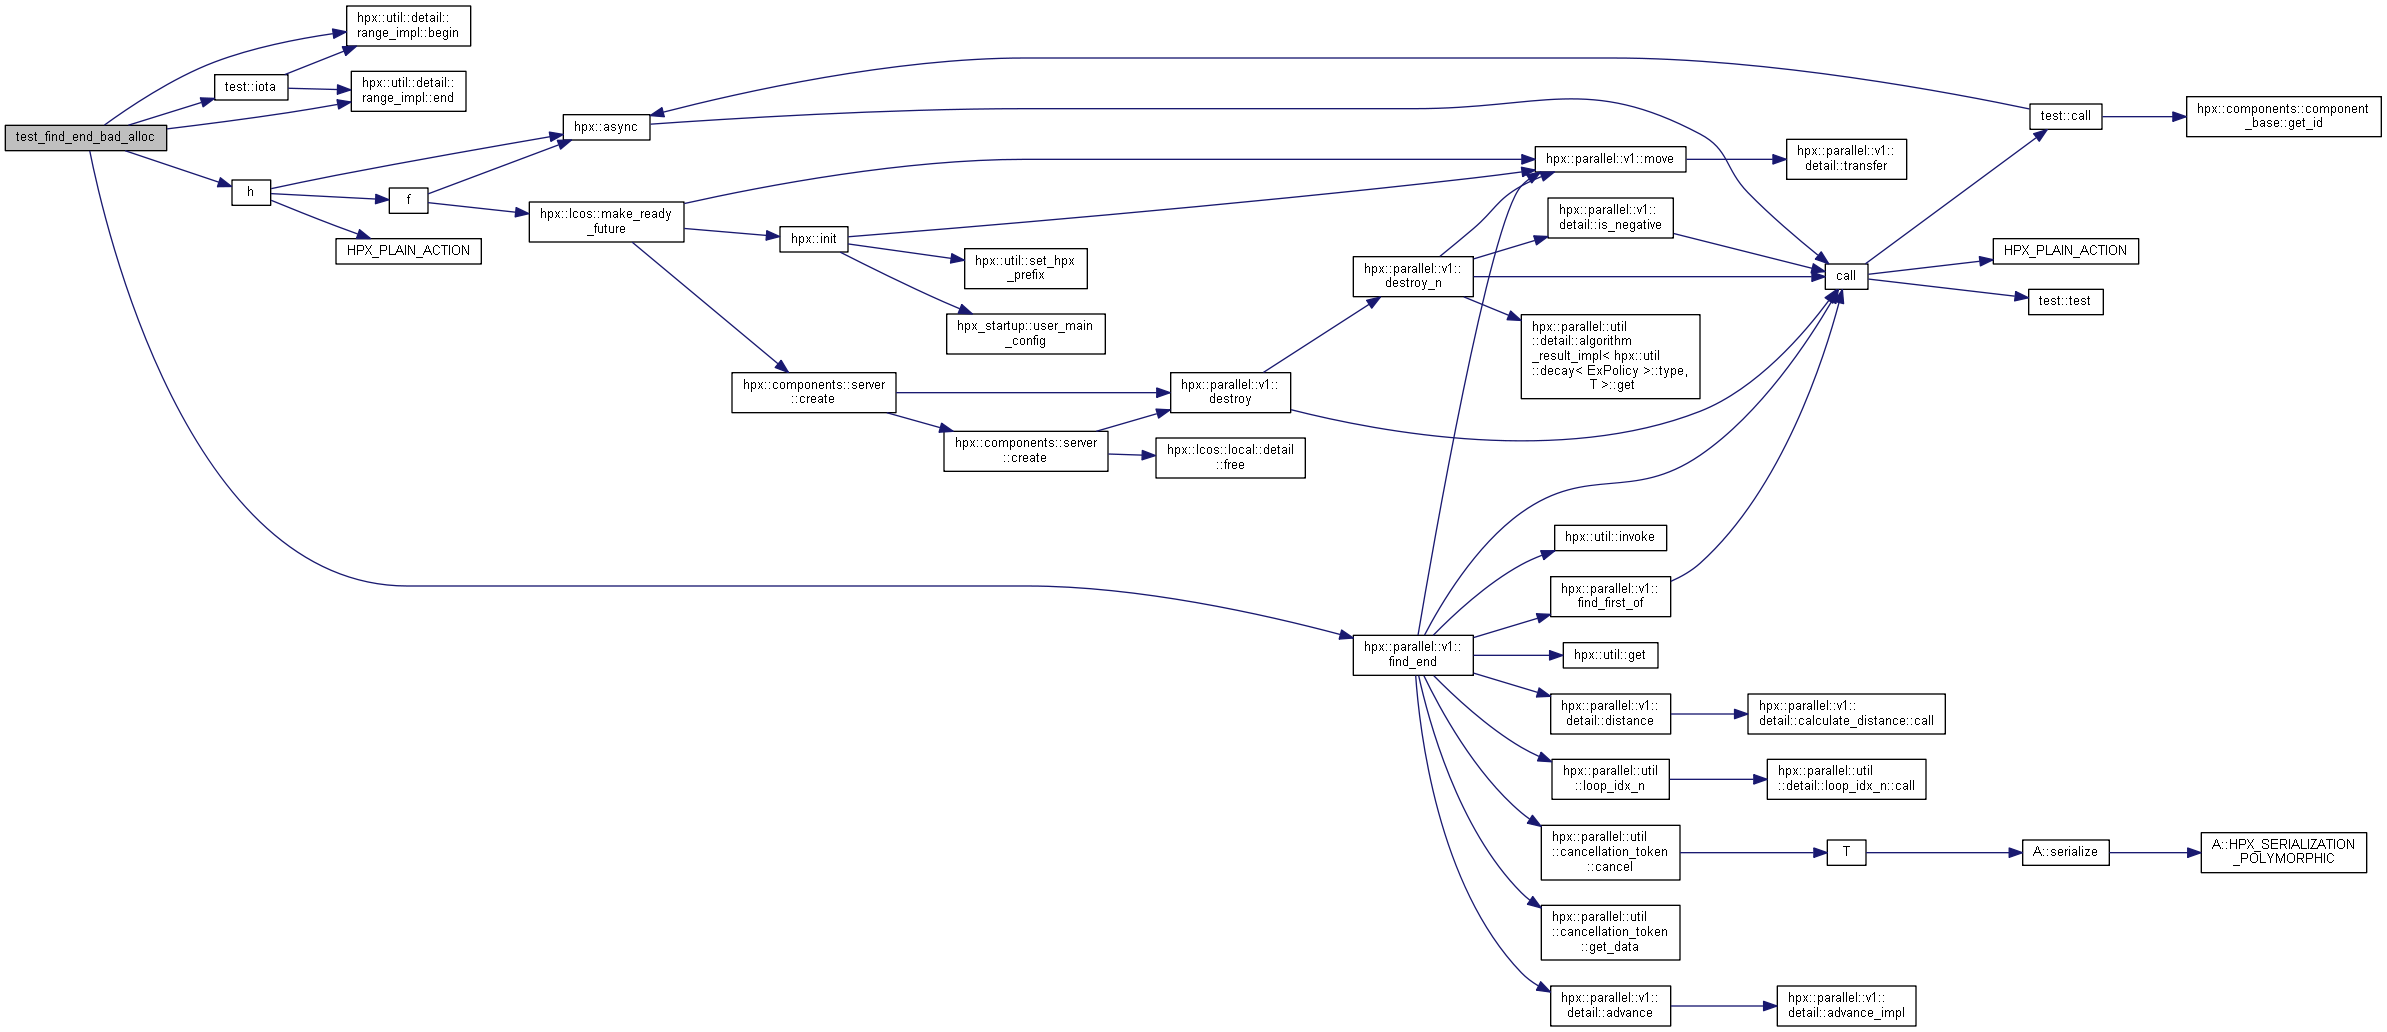 hpx::util::detail::
range_impl::begin
test::iota
hpx::util::detail::
range_impl::end
test_find_end_bad_alloc
h
f
HPX_PLAIN_ACTION
hpx::async
hpx::lcos::make_ready
_future
hpx::init
hpx::util::set_hpx
_prefix
hpx_startup::user_main
_config
hpx::components::server
::create
hpx::components::server
::create
hpx::parallel::v1::
destroy
hpx::lcos::local::detail
::free
hpx::parallel::v1::
destroy_n
hpx::parallel::v1::move
hpx::parallel::v1::
detail::transfer
hpx::parallel::v1::
detail::is_negative
hpx::parallel::util
::detail::algorithm
_result_impl< hpx::util
::decay< ExPolicy >::type,
T >::get
call
test::call
hpx::components::component
_base::get_id
HPX_PLAIN_ACTION
test::test
hpx::parallel::v1::
find_end
hpx::util::invoke
hpx::parallel::v1::
find_first_of
hpx::util::get
hpx::parallel::v1::
detail::distance
hpx::parallel::v1::
detail::calculate_distance::call
hpx::parallel::util
::loop_idx_n
hpx::parallel::util
::detail::loop_idx_n::call
hpx::parallel::util
::cancellation_token
::cancel
T
A::serialize
A::HPX_SERIALIZATION
_POLYMORPHIC
hpx::parallel::util
::cancellation_token
::get_data
hpx::parallel::v1::
detail::advance
hpx::parallel::v1::
detail::advance_impl